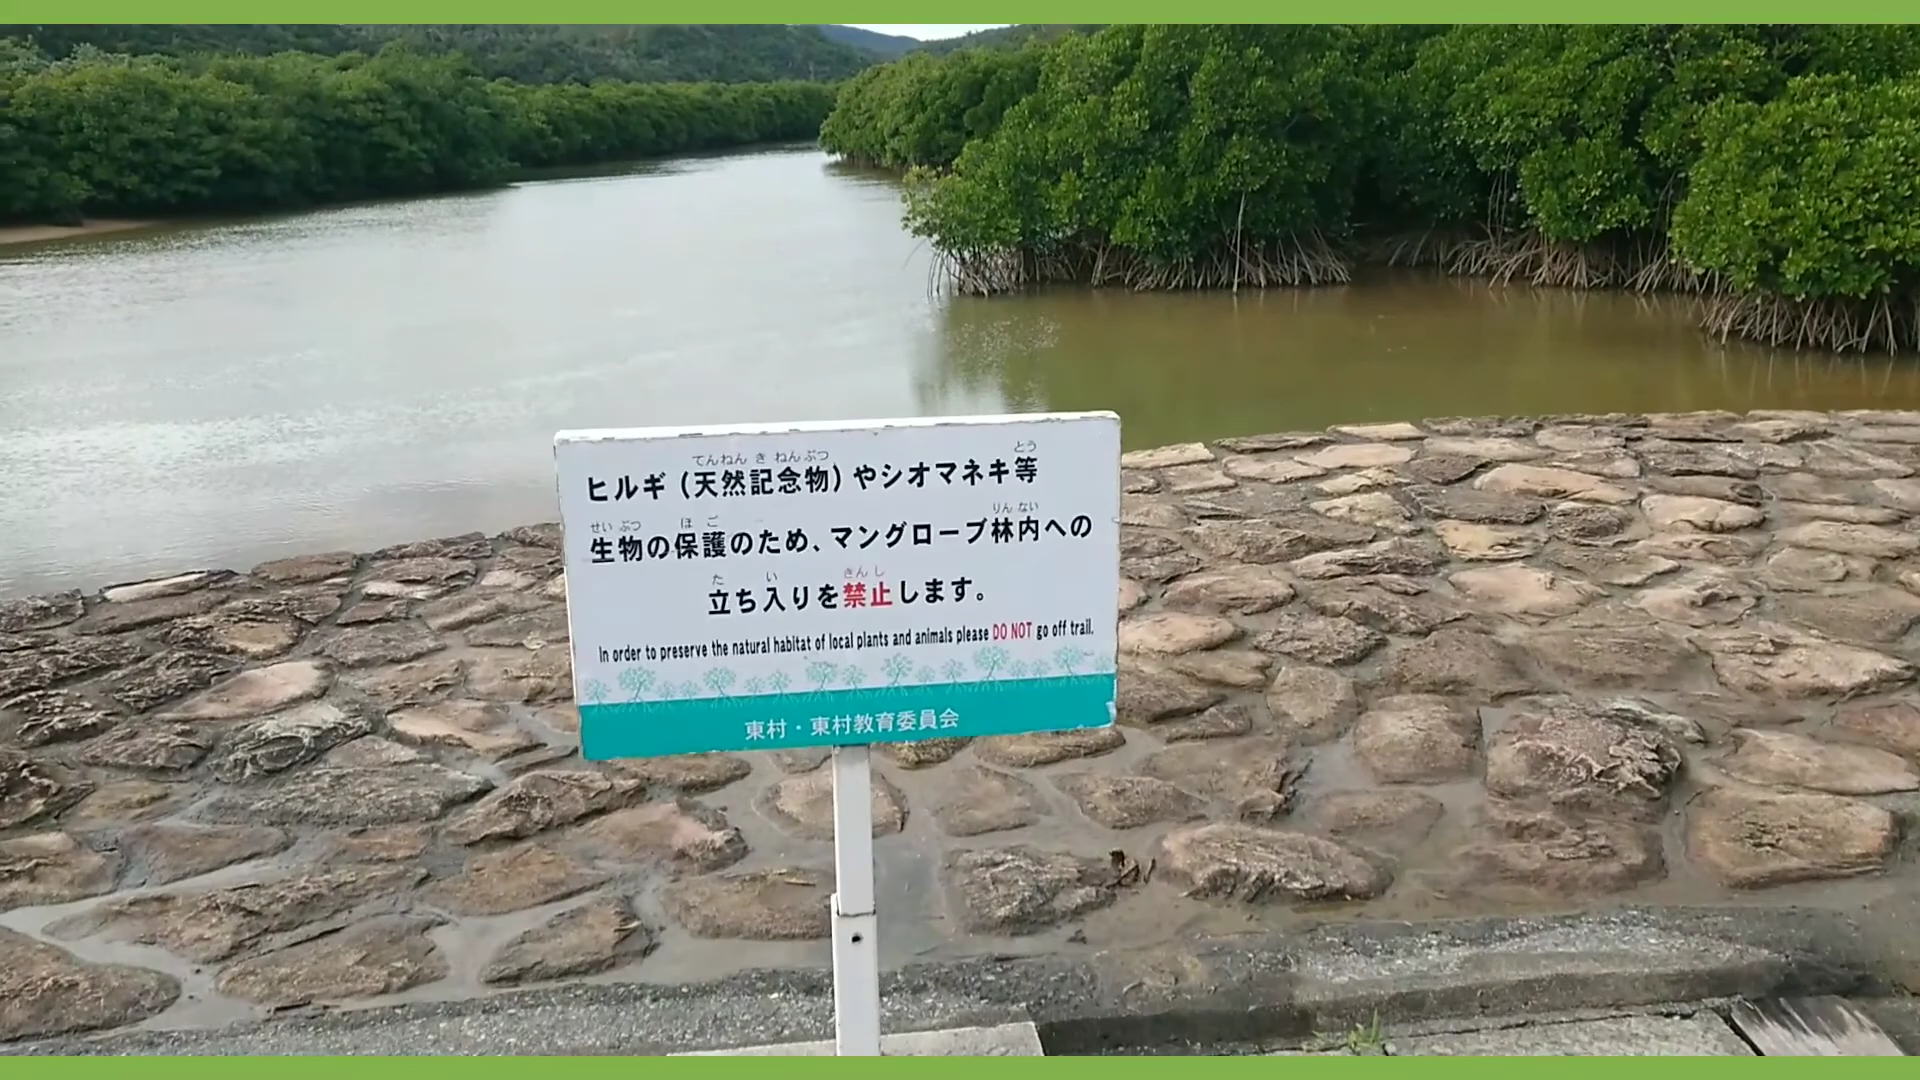 ヒルギ(天然記念物)やシオマネキ等
生物の保護のため、マングローブ林内への
立ち入りを禁止します。
In order to preserve the natural habitat of local plants and animals please DO NOT go off trail.
東村・東村教育委員会